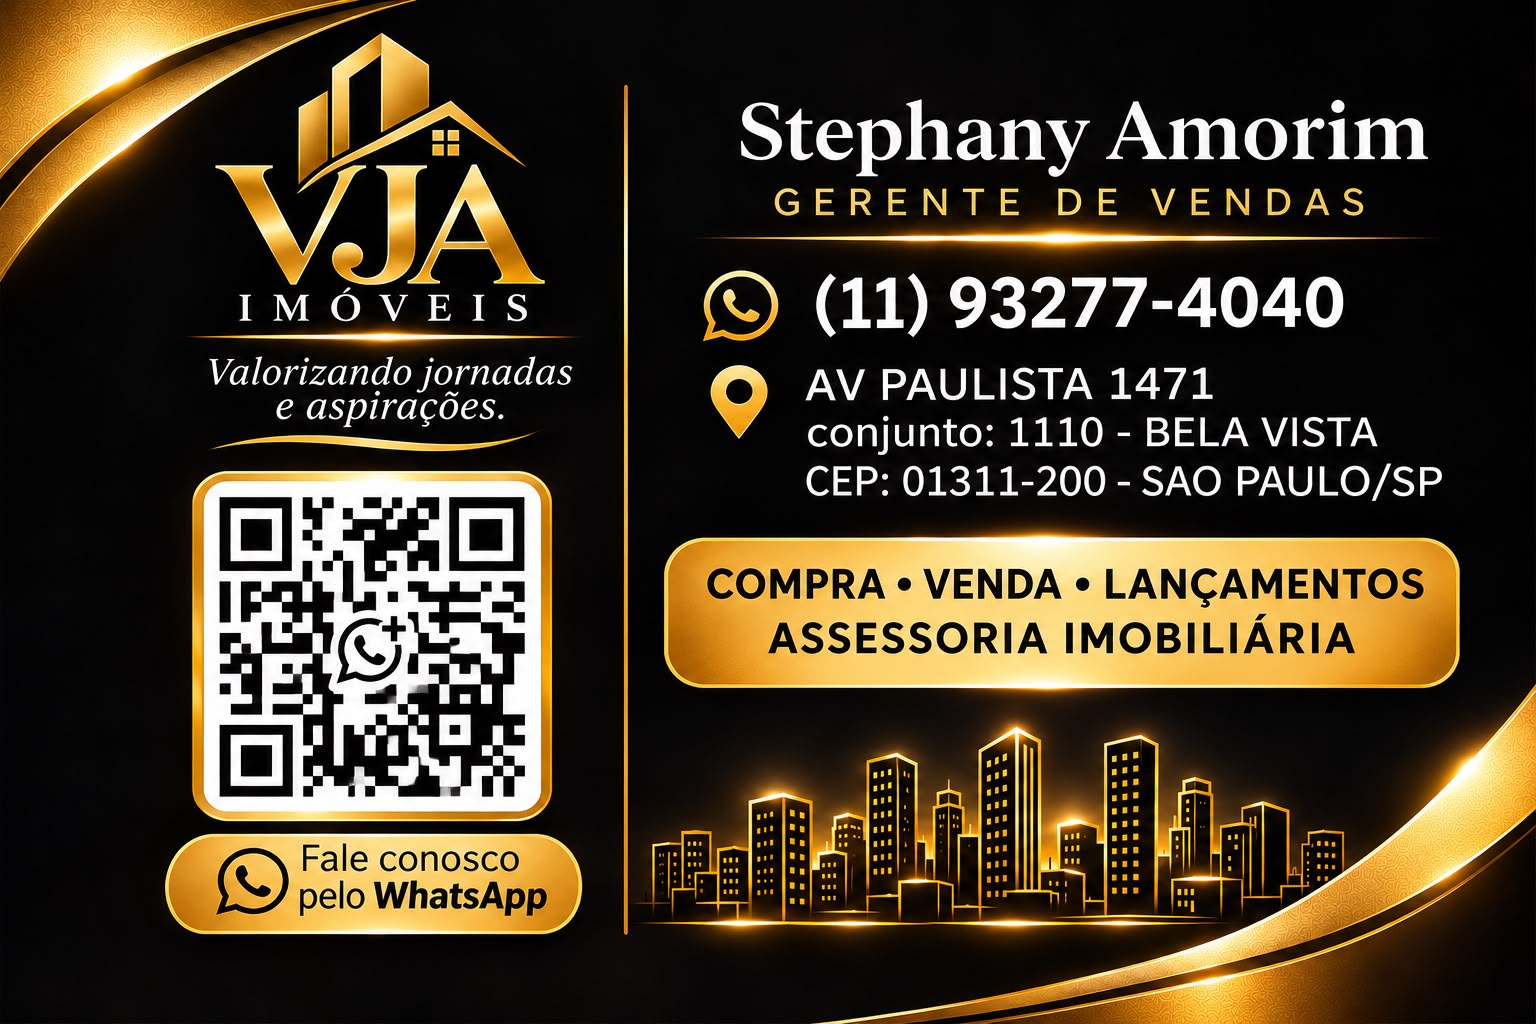 VJA
IMÓVEIS
Valorizando jornadas
e aspirações.
Fale conosco
pelo WhatsApp
Stephany Amorim
GERENTE DE VENDAS
(11) 93277-4040
AV PAULISTA 1471
conjunto: 1110 - BELA VISTA
CEP: 01311-200 - SAO PAULO/SP
COMPRA • VENDA • LANÇAMENTOS
ASSESSORIA IMOBILIÁRIA